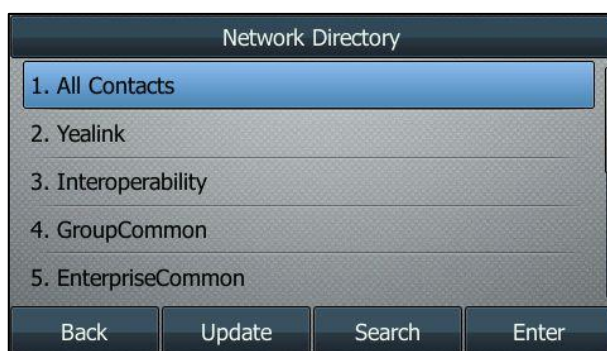 Network Directory
1. All Contacts
2. Yealink
3. Interoperability
4. GroupCommon
5. EnterpriseCommon
Back Update Search Enter